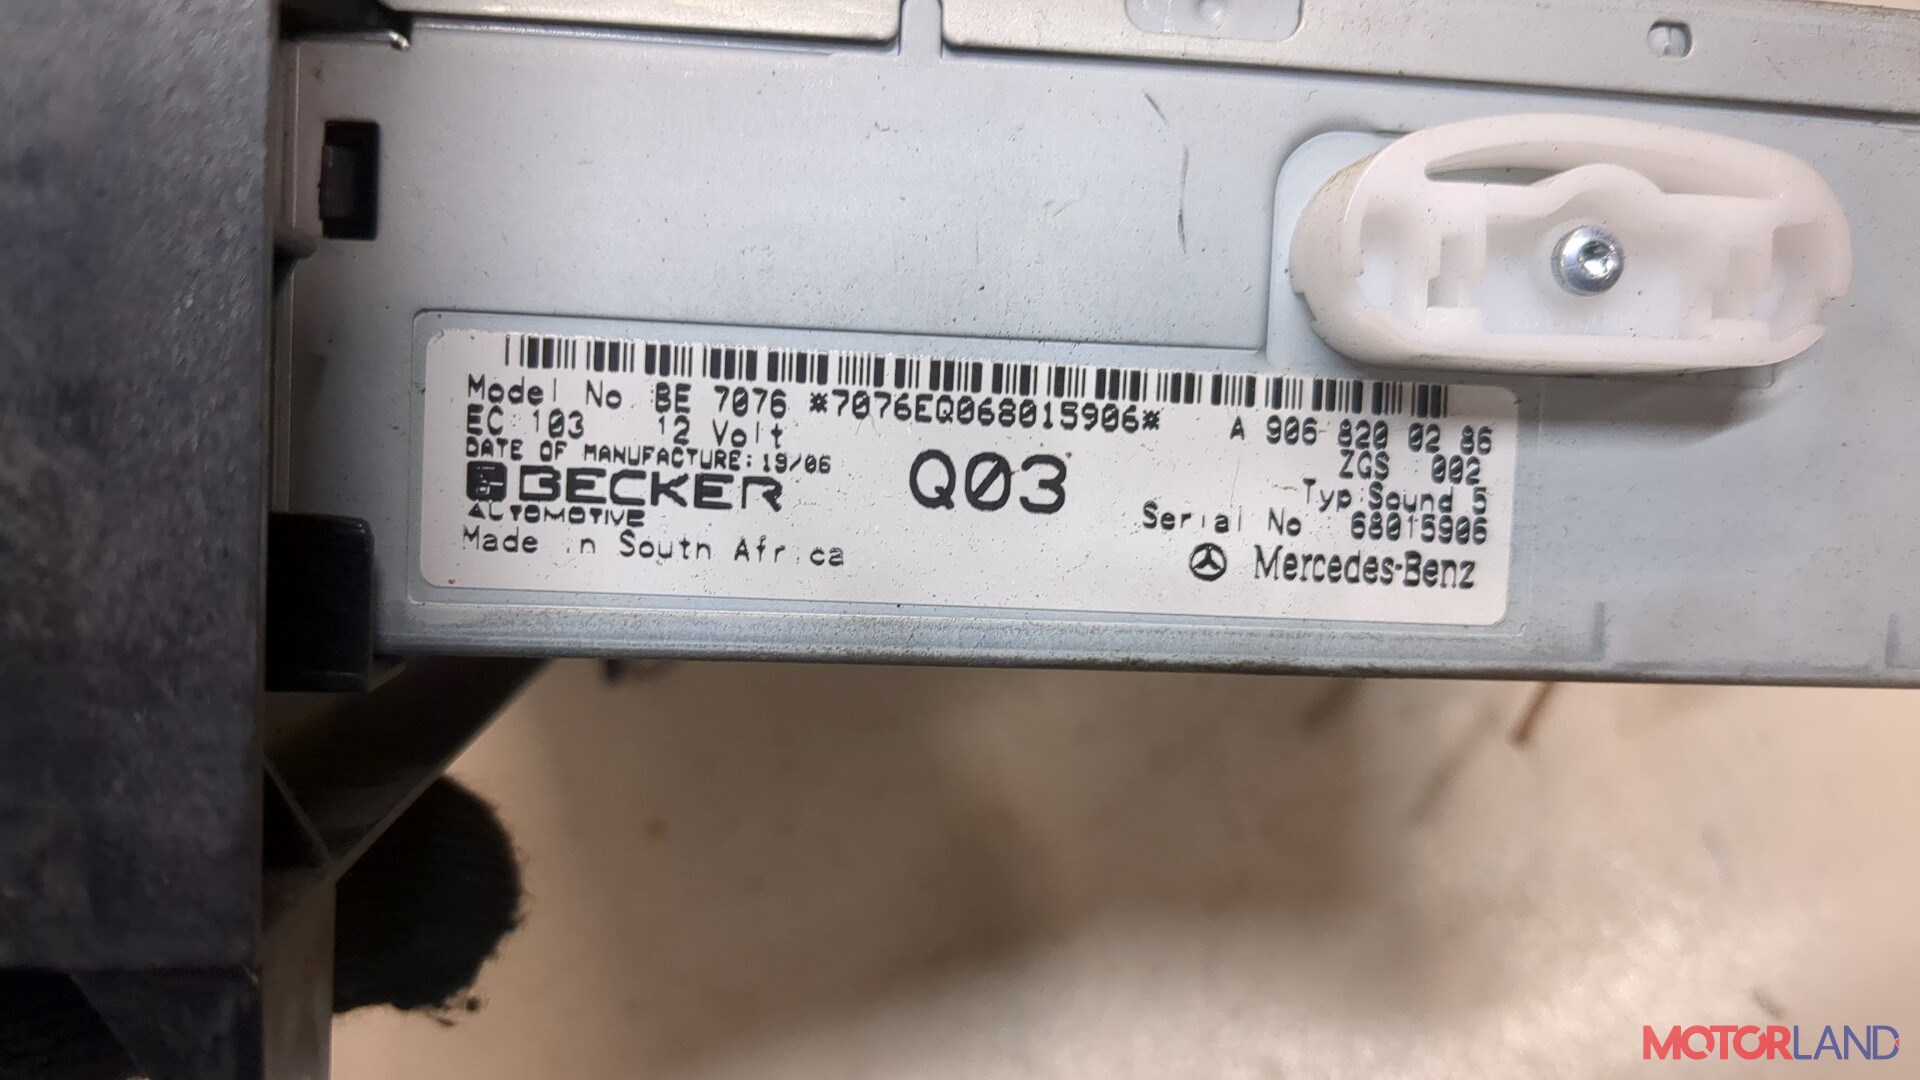 Model No BE 7076 *7076EQ068015906* A 906 820 02 86
EC: 103 12 Volt ZGS 002
DATE OF MANUFACTURE: 19/06 Q03 Typ:Sound 5
BECKER Serial No 68015906
AUTOMOTIVE
Made in South Africa Mercedes-Benz
MOTORLAND